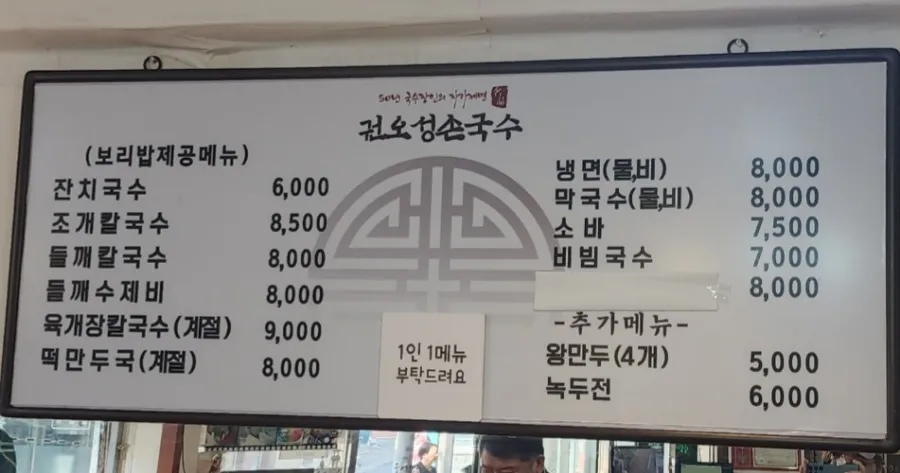 50년 국수장인의 자가제면
권오성손국수
(보리밥제공메뉴)
잔치국수 6,000
조개칼국수 8,500
들깨칼국수 8,000
들깨수제비 8,000
육개장칼국수(계절) 9,000
떡만두국(계절) 8,000
1인 1메뉴
부탁드려요
냉면(물,비) 8,000
막국수(물,비) 8,000
소바 7,500
비빔국수 7,000
8,000
-추가메뉴-
왕만두(4개) 5,000
녹두전 6,000